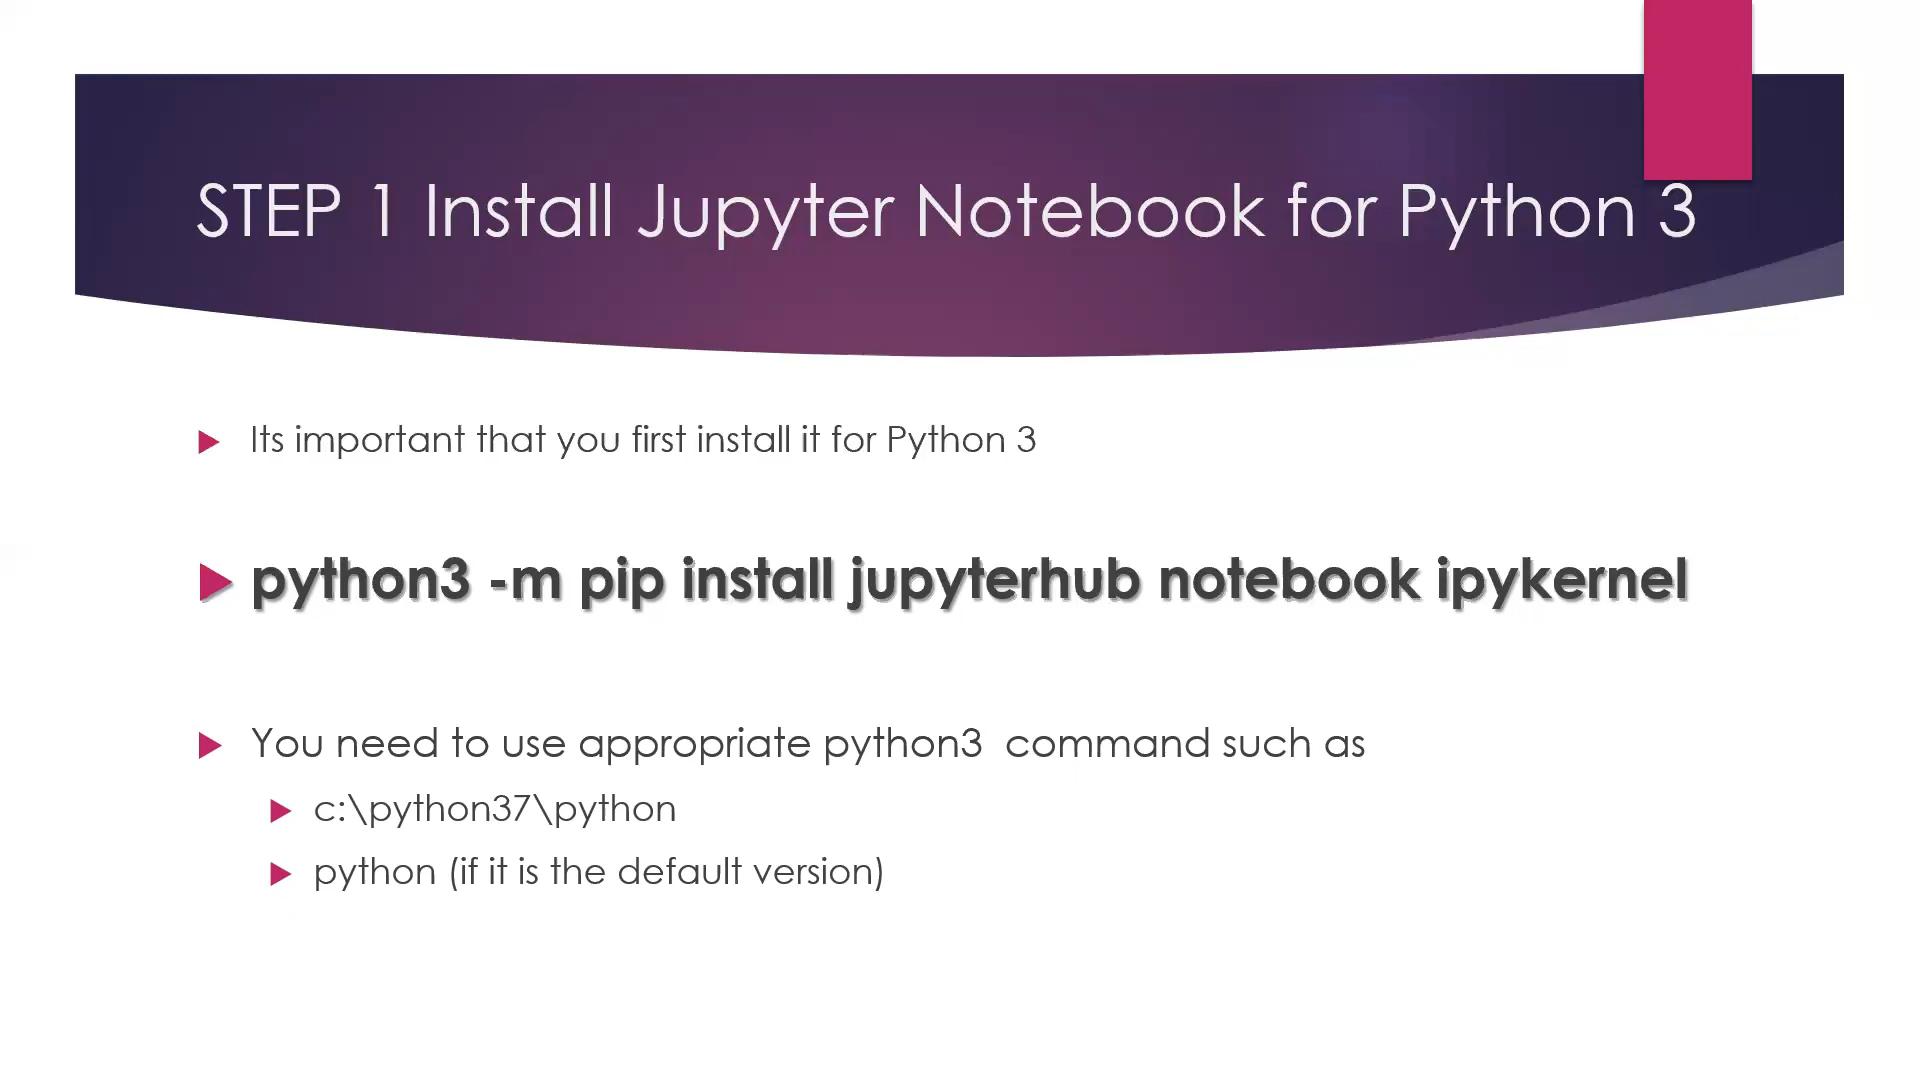 STEP 1 Install Jupyter Notebook for Python 3
Its important that you first install it for Python 3
python3 -m pip install jupyterhub notebook ipykernel
You need to use appropriate python3  command such as
c:\python37\python
python (if it is the default version)